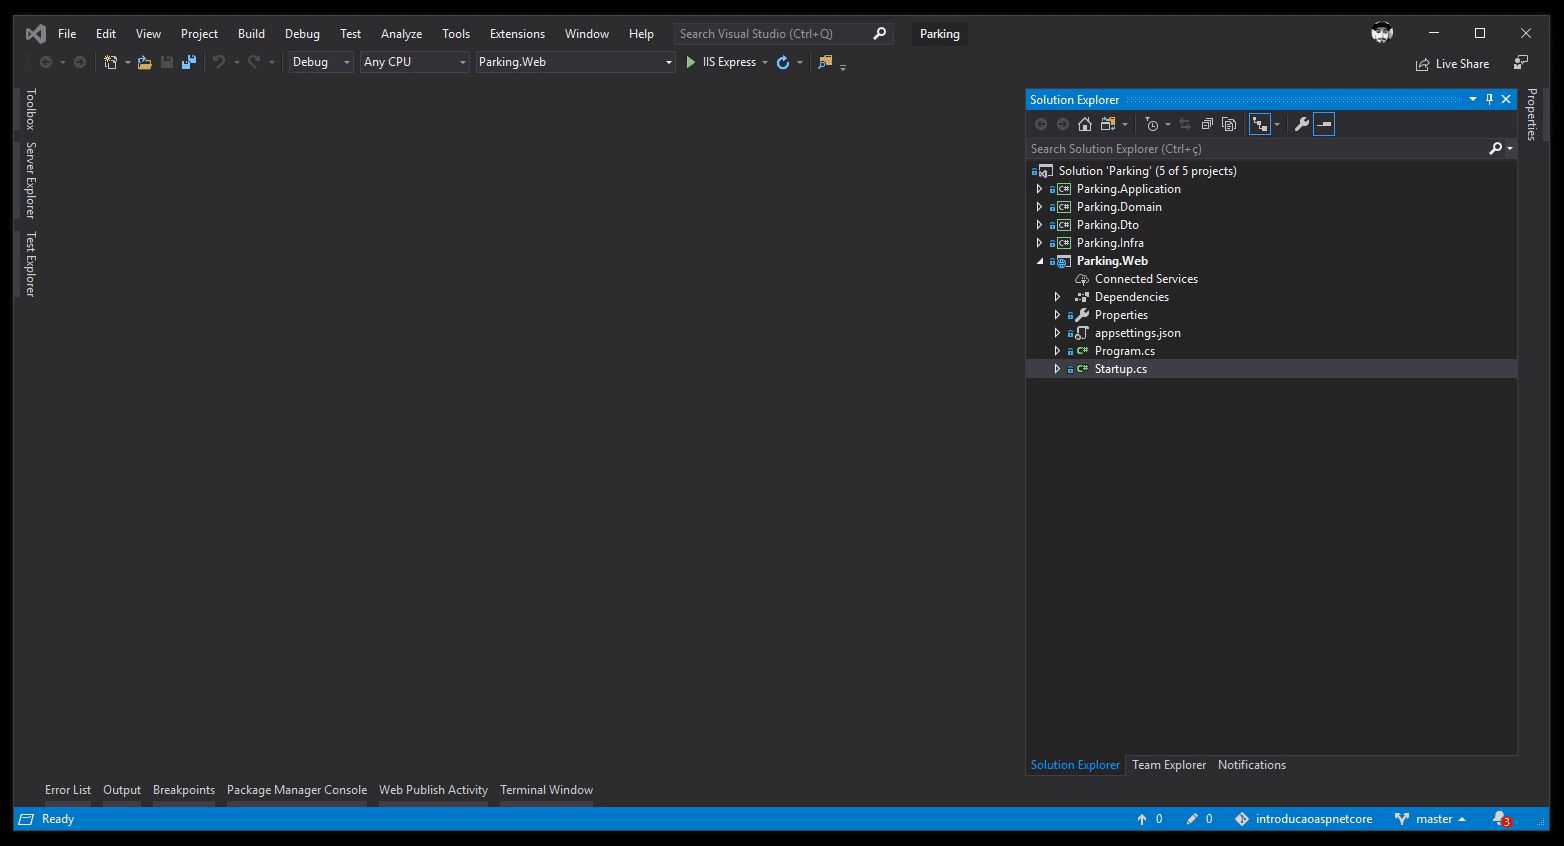 File Edit View Project Build Debug Test Analyze Tools Extensions Window Help Search Visual Studio (Ctrl+Q) Parking
Debug Any CPU Parking.Web IIS Express Live Share
Toolbox
Server Explorer
Test Explorer
Solution Explorer
Search Solution Explorer (Ctrl+ç)
Solution 'Parking' (5 of 5 projects)
C# Parking.Application
C# Parking.Domain
C# Parking.Dto
C# Parking.Infra
Parking.Web
Connected Services
Dependencies
Properties
appsettings.json
C# Program.cs
C# Startup.cs
Properties
Solution Explorer Team Explorer Notifications
Error List Output Breakpoints Package Manager Console Web Publish Activity Terminal Window
Ready 0 0 introducaoaspnetcore master 3